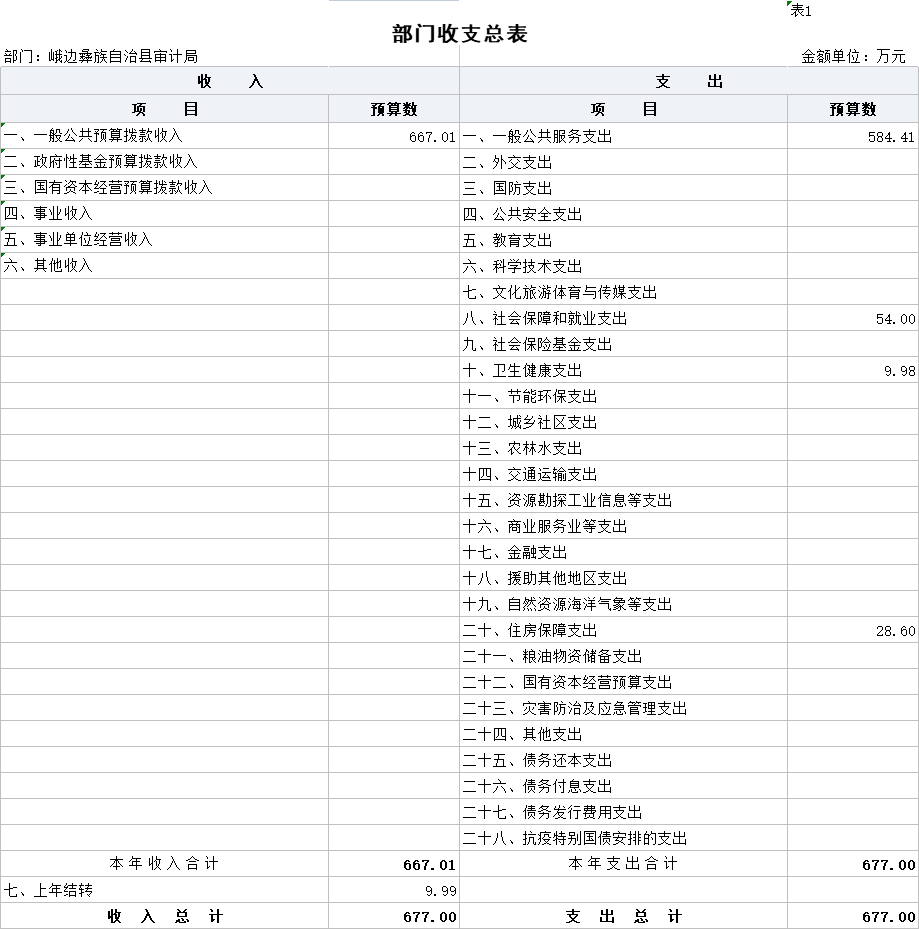 表1
部门收支总表
部门：峨边彝族自治县审计局 金额单位：万元
收 入 支 出
项 目 预算数 项 目 预算数
一、一般公共预算拨款收入 667.01 一、一般公共服务支出 584.41
二、政府性基金预算拨款收入 二、外交支出
三、国有资本经营预算拨款收入 三、国防支出
四、事业收入 四、公共安全支出
五、事业单位经营收入 五、教育支出
六、其他收入 六、科学技术支出
七、文化旅游体育与传媒支出
八、社会保障和就业支出 54.00
九、社会保险基金支出
十、卫生健康支出 9.98
十一、节能环保支出
十二、城乡社区支出
十三、农林水支出
十四、交通运输支出
十五、资源勘探工业信息等支出
十六、商业服务业等支出
十七、金融支出
十八、援助其他地区支出
十九、自然资源海洋气象等支出
二十、住房保障支出 28.60
二十一、粮油物资储备支出
二十二、国有资本经营预算支出
二十三、灾害防治及应急管理支出
二十四、其他支出
二十五、债务还本支出
二十六、债务付息支出
二十七、债务发行费用支出
二十八、抗疫特别国债安排的支出
本 年 收 入 合 计 667.01 本 年 支 出 合 计 677.00
七、上年结转 9.99
收 入 总 计 677.00 支 出 总 计 677.00